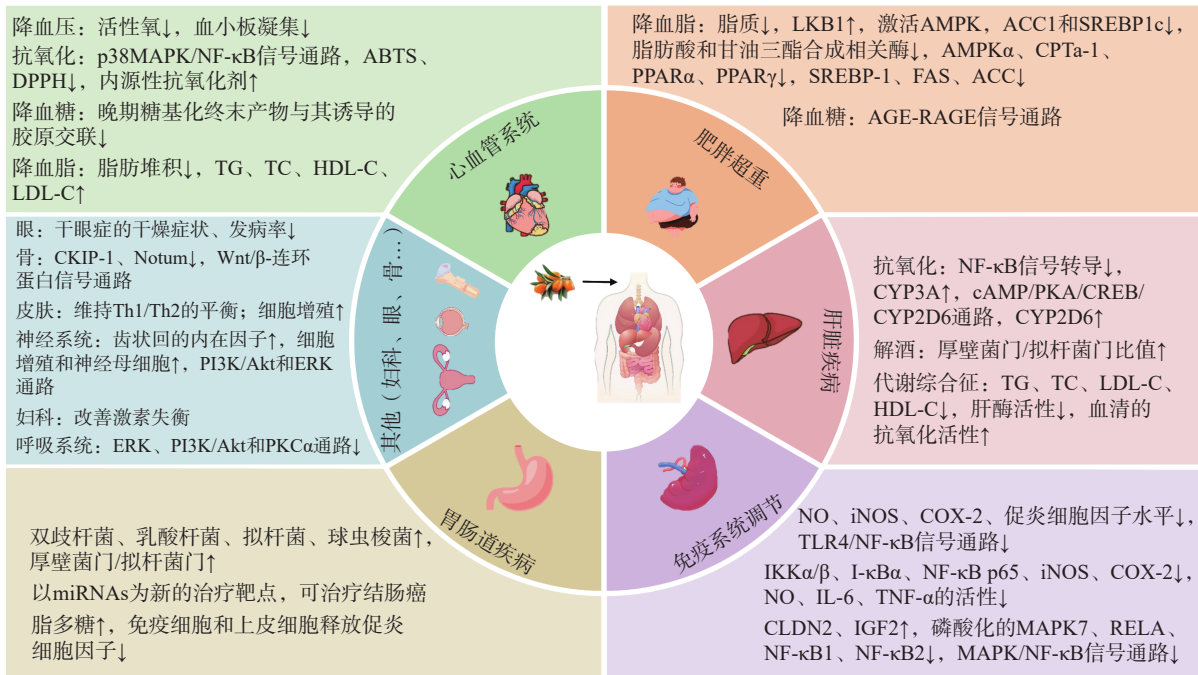 降血压：活性氧↓，血小板凝集↓
抗氧化：p38MAPK/NF-κB信号通路，ABTS、
DPPH↓，内源性抗氧化剂↑
降血糖：晚期糖基化终末产物与其诱导的
胶原交联↓
降血脂：脂肪堆积↓，TG、TC、HDL-C、
LDL-C↑
心血管系统
降血脂：脂质↓，LKB1↑，激活AMPK，ACC1和SREBP1c↓，
脂肪酸和甘油三酯合成相关酶↓，AMPKα、CPTa-1、
PPARα、PPARγ↓，SREBP-1、FAS、ACC↓
降血糖：AGE-RAGE信号通路
肥胖超重
眼：干眼症的干燥症状、发病率↓
骨：CKIP-1、Notum↓，Wnt/β-连环
蛋白信号通路
皮肤：维持Th1/Th2的平衡；细胞增殖↑
神经系统：齿状回的内在因子↑，细胞
增殖和神经母细胞↑，PI3K/Akt和ERK
通路
妇科：改善激素失衡
呼吸系统：ERK、PI3K/Akt和PKCα通路↓
其他（妇科、眼、骨…）
抗氧化：NF-κB信号转导↓，
CYP3A↑，cAMP/PKA/CREB/
CYP2D6通路，CYP2D6↑
解酒：厚壁菌门/拟杆菌门比值↑
代谢综合征：TG、TC、LDL-C、
HDL-C↓，肝酶活性↓，血清的
抗氧化活性↑
肝脏疾病
双歧杆菌、乳酸杆菌、拟杆菌、球虫梭菌↑，
厚壁菌门/拟杆菌门↑
以miRNAs为新的治疗靶点，可治疗结肠癌
脂多糖↑，免疫细胞和上皮细胞释放促炎
细胞因子↓
胃肠道疾病
免疫系统调节
NO、iNOS、COX-2、促炎细胞因子水平↓，
TLR4/NF-κB信号通路↓
IKKα/β、I-κBα、NF-κB p65、iNOS、COX-2↓，
NO、IL-6、TNF-α的活性↓
CLDN2、IGF2↑，磷酸化的MAPK7、RELA、
NF-κB1、NF-κB2↓，MAPK/NF-κB信号通路↓